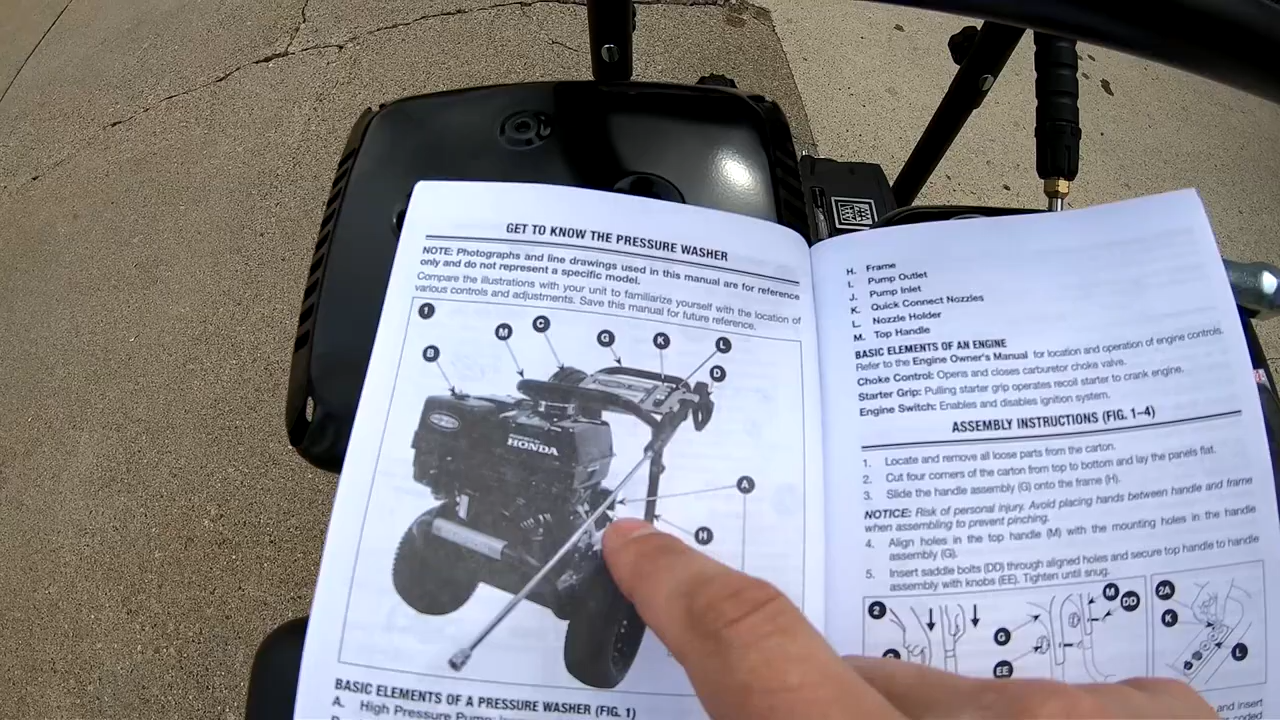 GET TO KNOW THE PRESSURE WASHER
NOTE: Photographs and line drawings used in this manual are for reference
only and do not represent a specific model.
Compare the illustrations with your unit to familiarize yourself with the location of
various controls and adjustments. Save this manual for future reference.
1
B
M
C
G
K
L
D
HONDA
A
H
BASIC ELEMENTS OF A PRESSURE WASHER (FIG. 1)
A. High Pressure Pump:
H. Frame
I. Pump Outlet
J. Pump Inlet
K. Quick Connect Nozzles
L. Nozzle Holder
M. Top Handle
BASIC ELEMENTS OF AN ENGINE
Refer to the Engine Owner's Manual for location and operation of engine controls.
Choke Control: Opens and closes carburetor choke valve.
Starter Grip: Pulling starter grip operates recoil starter to crank engine.
Engine Switch: Enables and disables ignition system.
ASSEMBLY INSTRUCTIONS (FIG. 1–4)
1. Locate and remove all loose parts from the carton.
2. Cut four corners of the carton from top to bottom and lay the panels flat.
3. Slide the handle assembly (G) onto the frame (H).
NOTICE: Risk of personal injury. Avoid placing hands between handle and frame
when assembling to prevent pinching.
4. Align holes in the top handle (M) with the mounting holes in the handle
assembly (G).
5. Insert saddle bolts (DD) through aligned holes and secure top handle to handle
assembly with knobs (EE). Tighten until snug.
2
G
EE
M
DD
2A
K
L
and insert